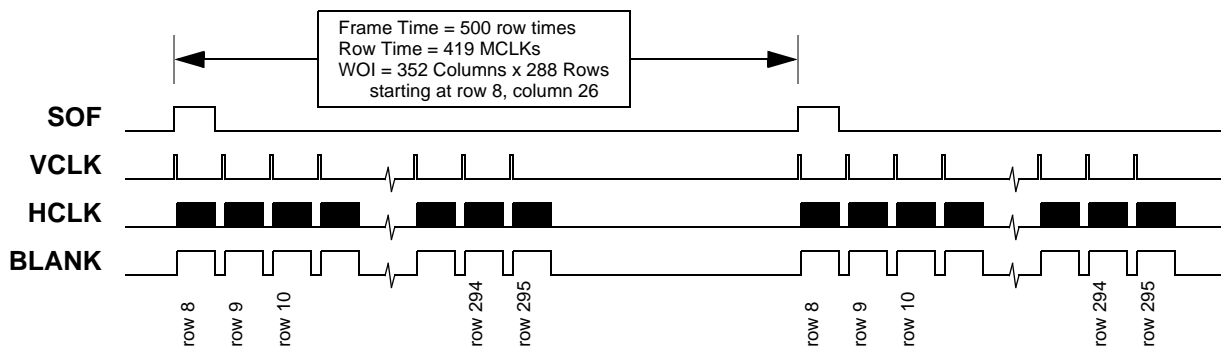 Frame Time = 500 row times
Row Time = 419 MCLKs
WOI = 352 Columns x 288 Rows
starting at row 8, column 26
SOF
VCLK
HCLK
BLANK
row 8
row 9
row 10
row 294
row 295
row 8
row 9
row 10
row 294
row 295